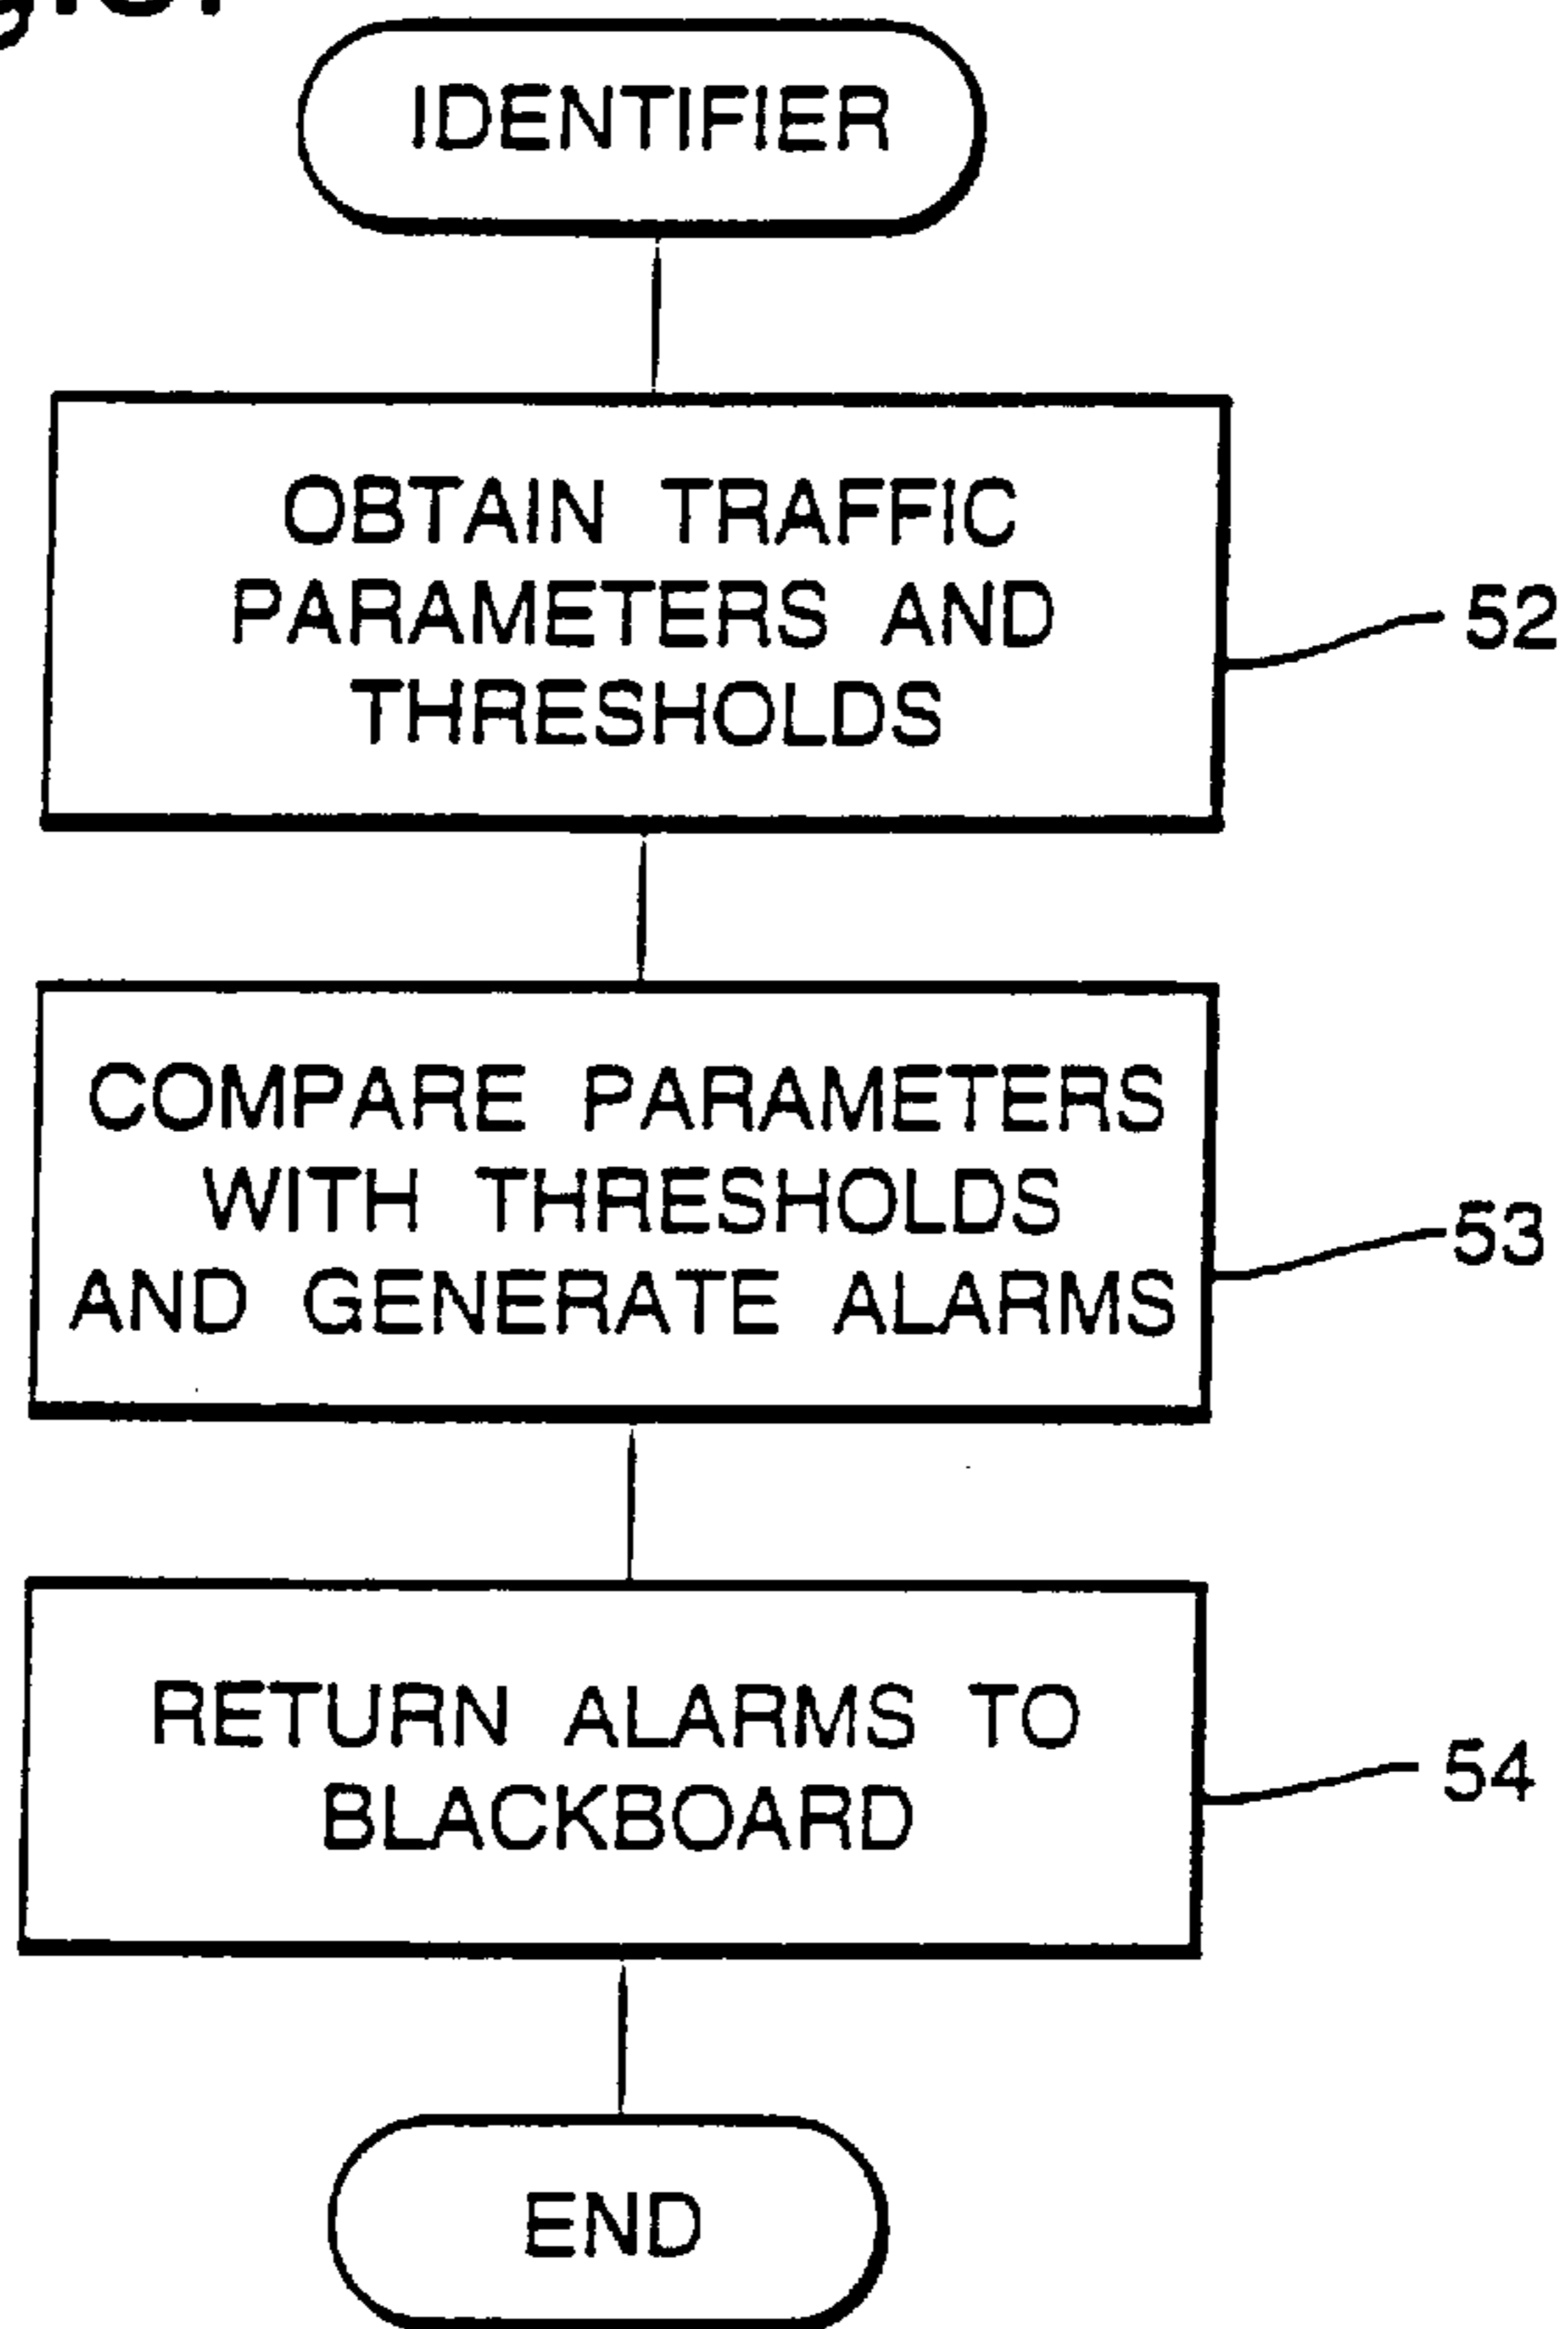 IDENTIFIER
OBTAIN TRAFFIC
PARAMETERS AND
THRESHOLDS
52
COMPARE PARAMETERS
WITH THRESHOLDS
AND GENERATE ALARMS
53
RETURN ALARMS TO
BLACKBOARD
54
END